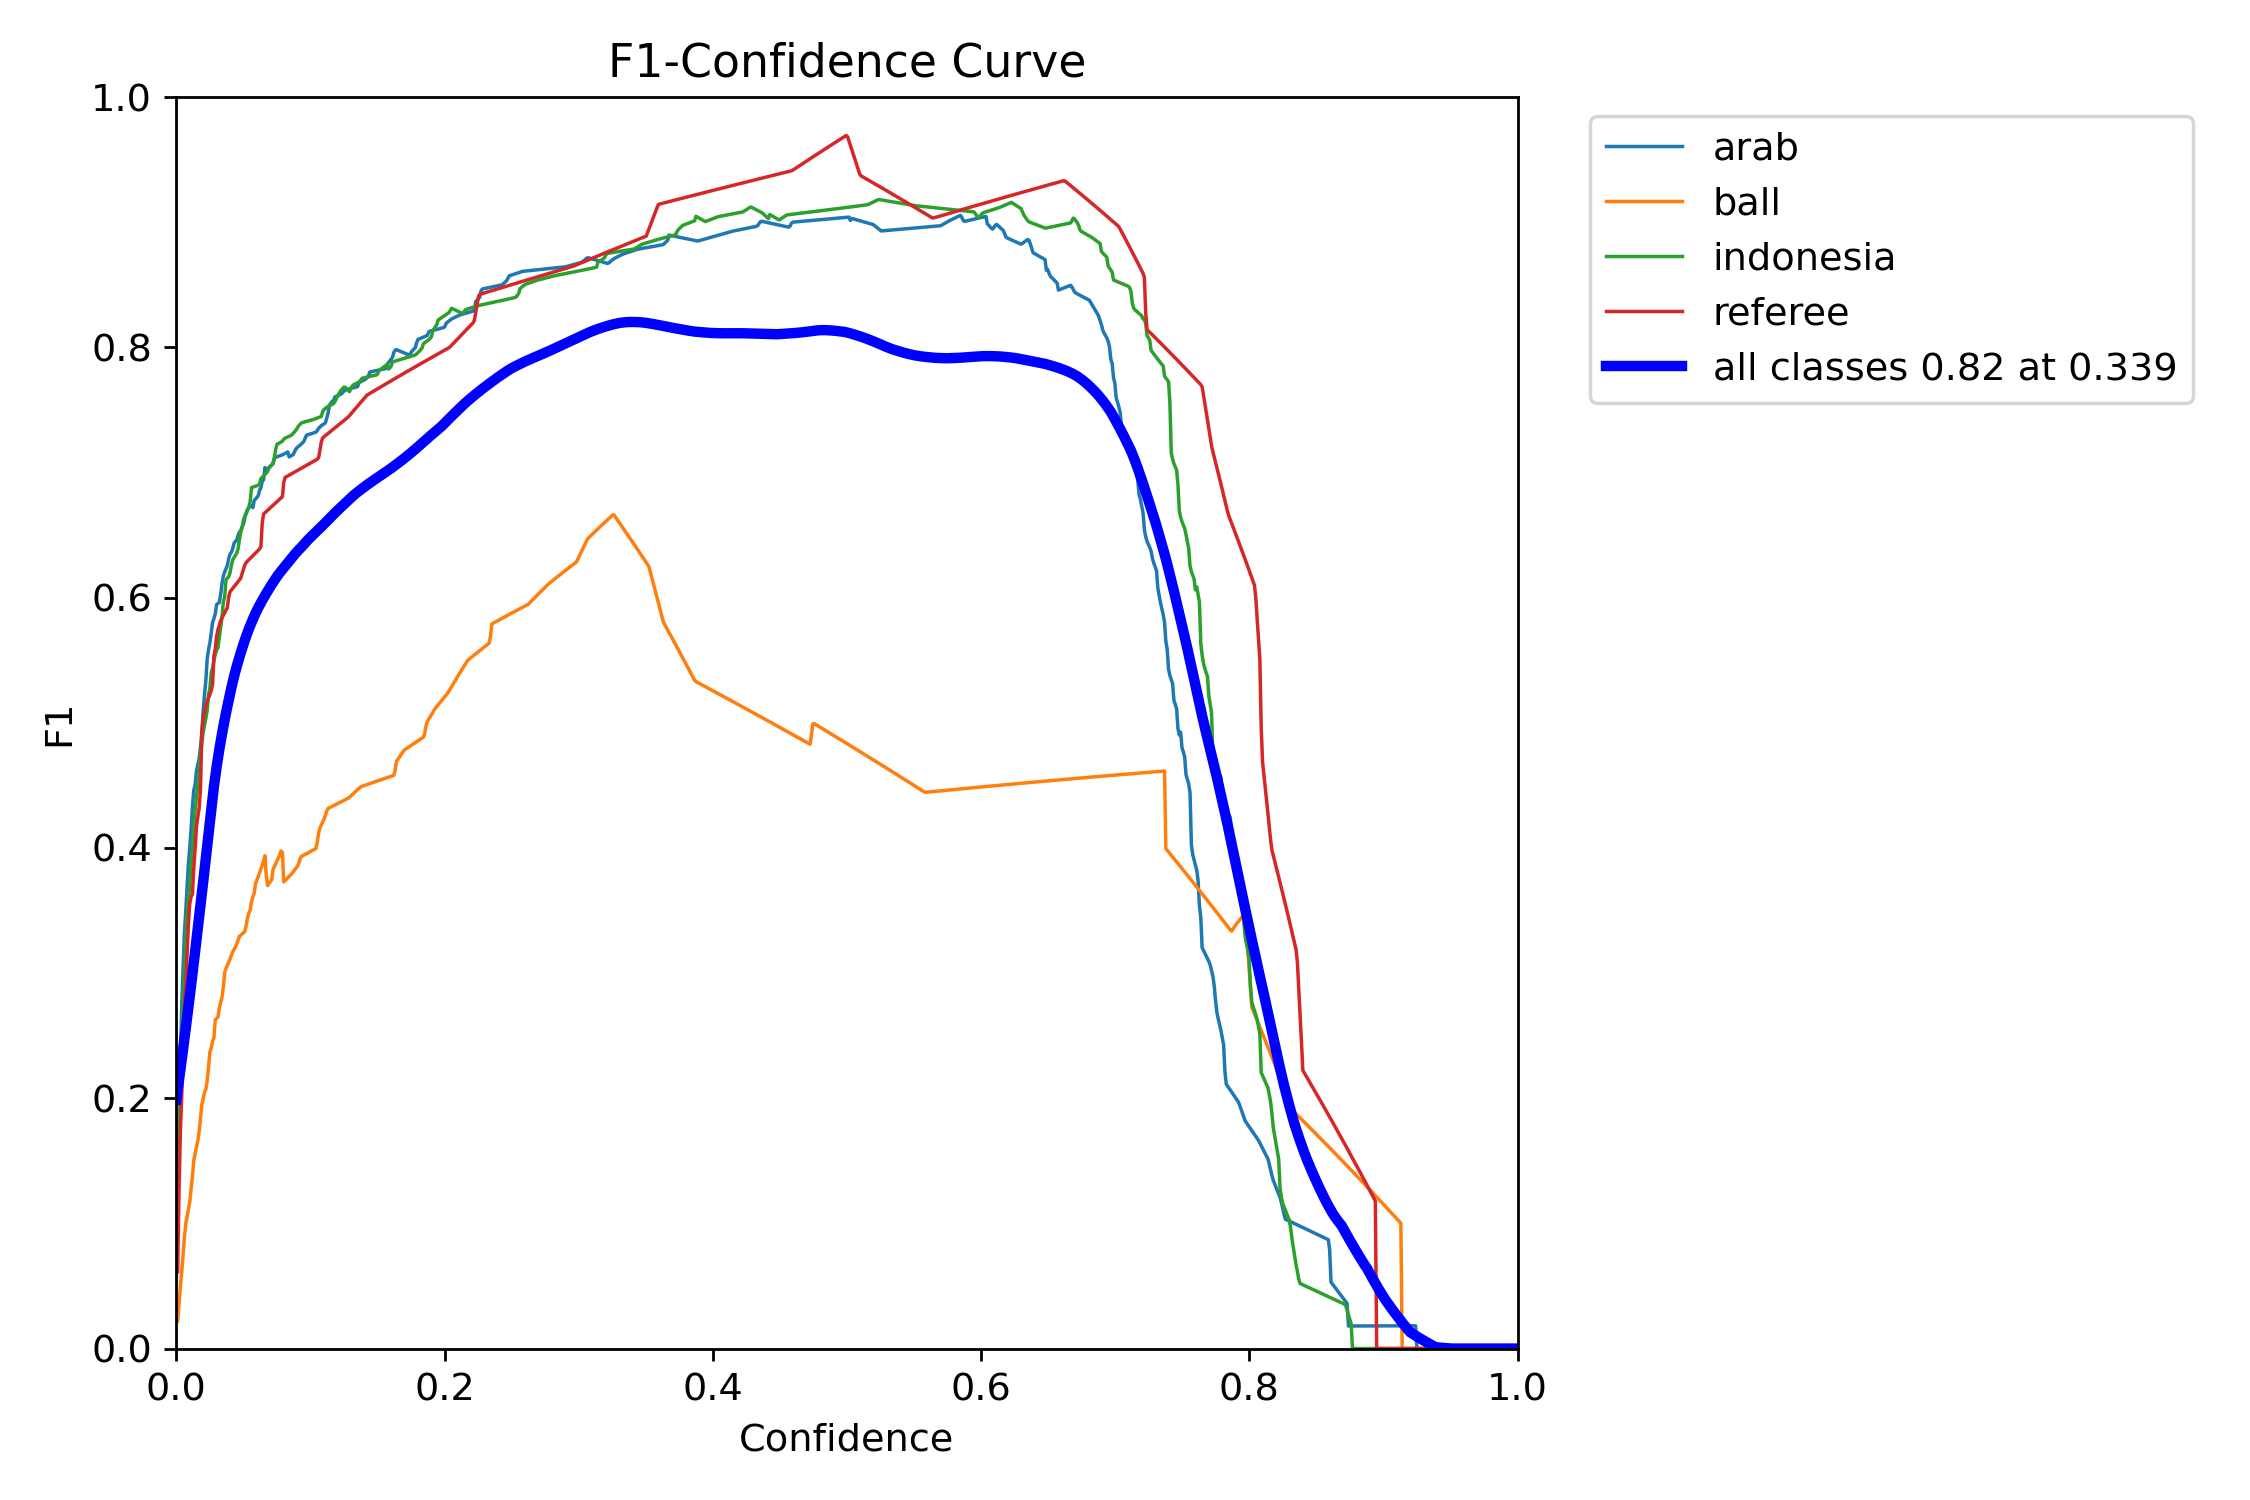 F1-Confidence Curve
1.0
0.8
0.6
0.4
0.2
0.0
F1
0.0 0.2 0.4 0.6 0.8 1.0
Confidence
arab
ball
indonesia
referee
all classes 0.82 at 0.339